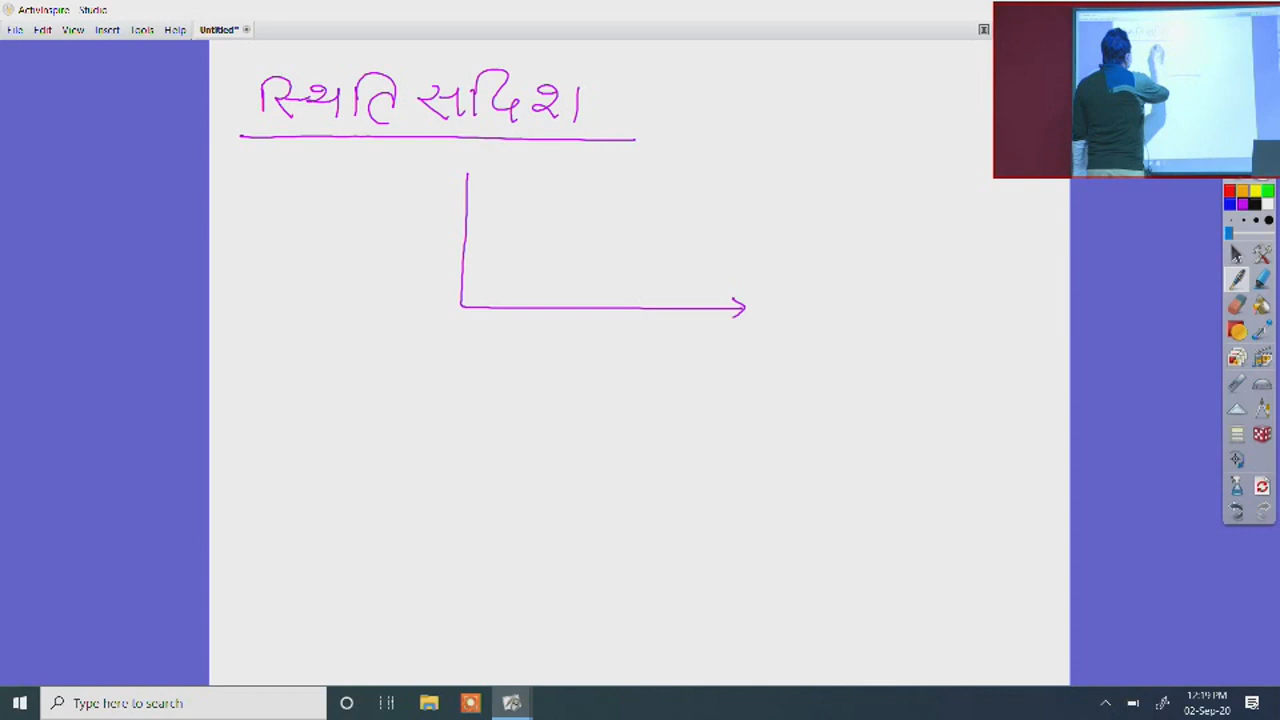 ActivInspire - Studio
File Edit View Insert Tools Help Untitled*
સ્થિતિ સદિશ
Type here to search
12:19 PM
02-Sep-20